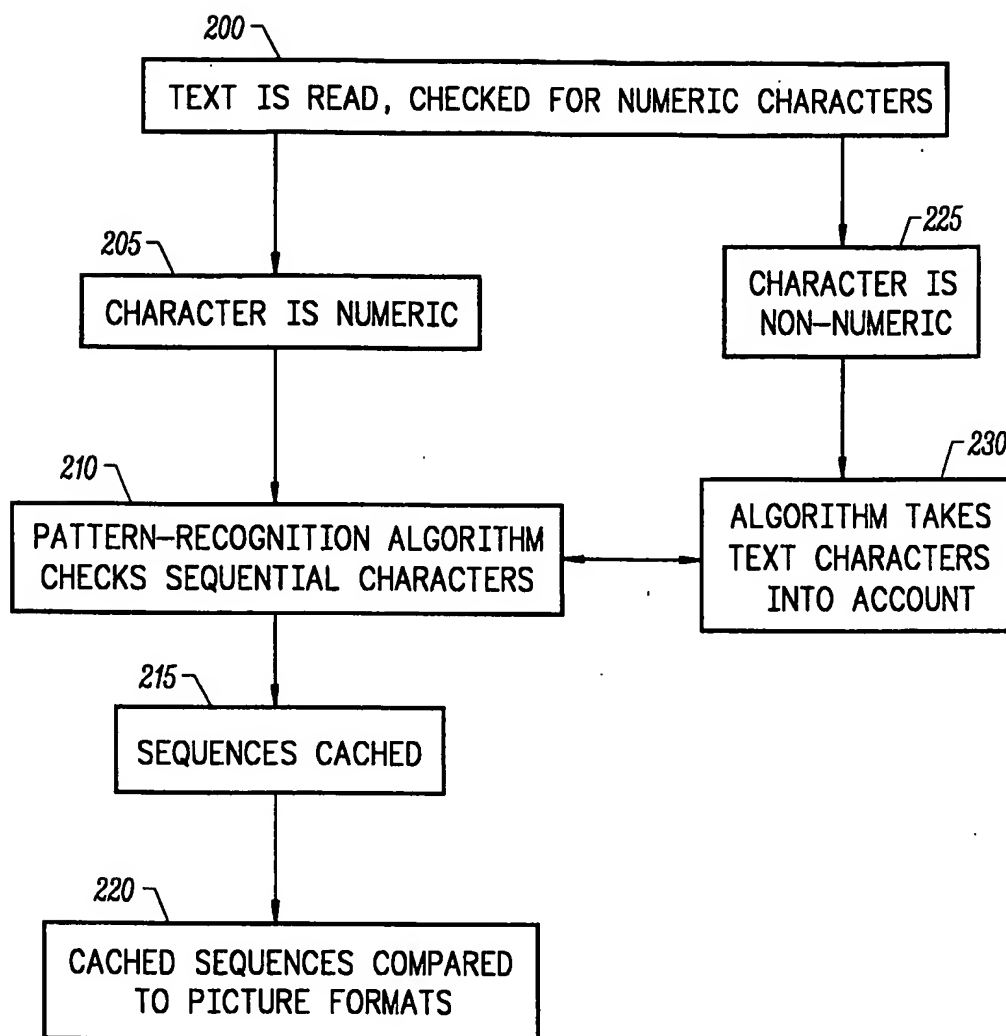 200
TEXT IS READ, CHECKED FOR NUMERIC CHARACTERS
205
CHARACTER IS NUMERIC
225
CHARACTER IS
NON-NUMERIC
210
PATTERN-RECOGNITION ALGORITHM
CHECKS SEQUENTIAL CHARACTERS
230
ALGORITHM TAKES
TEXT CHARACTERS
INTO ACCOUNT
215
SEQUENCES CACHED
220
CACHED SEQUENCES COMPARED
TO PICTURE FORMATS